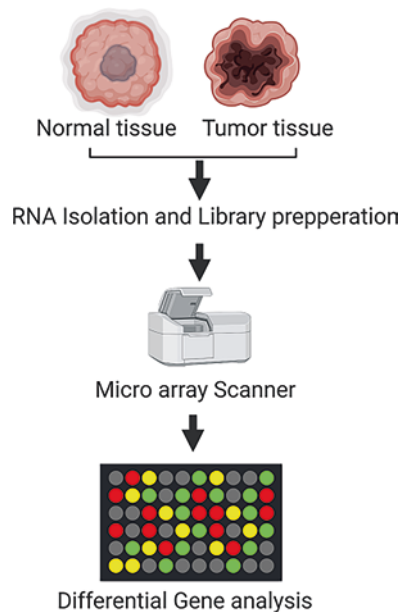 Normal tissue Tumor tissue
RNA Isolation and Library prepperation
Micro array Scanner
Differential Gene analysis